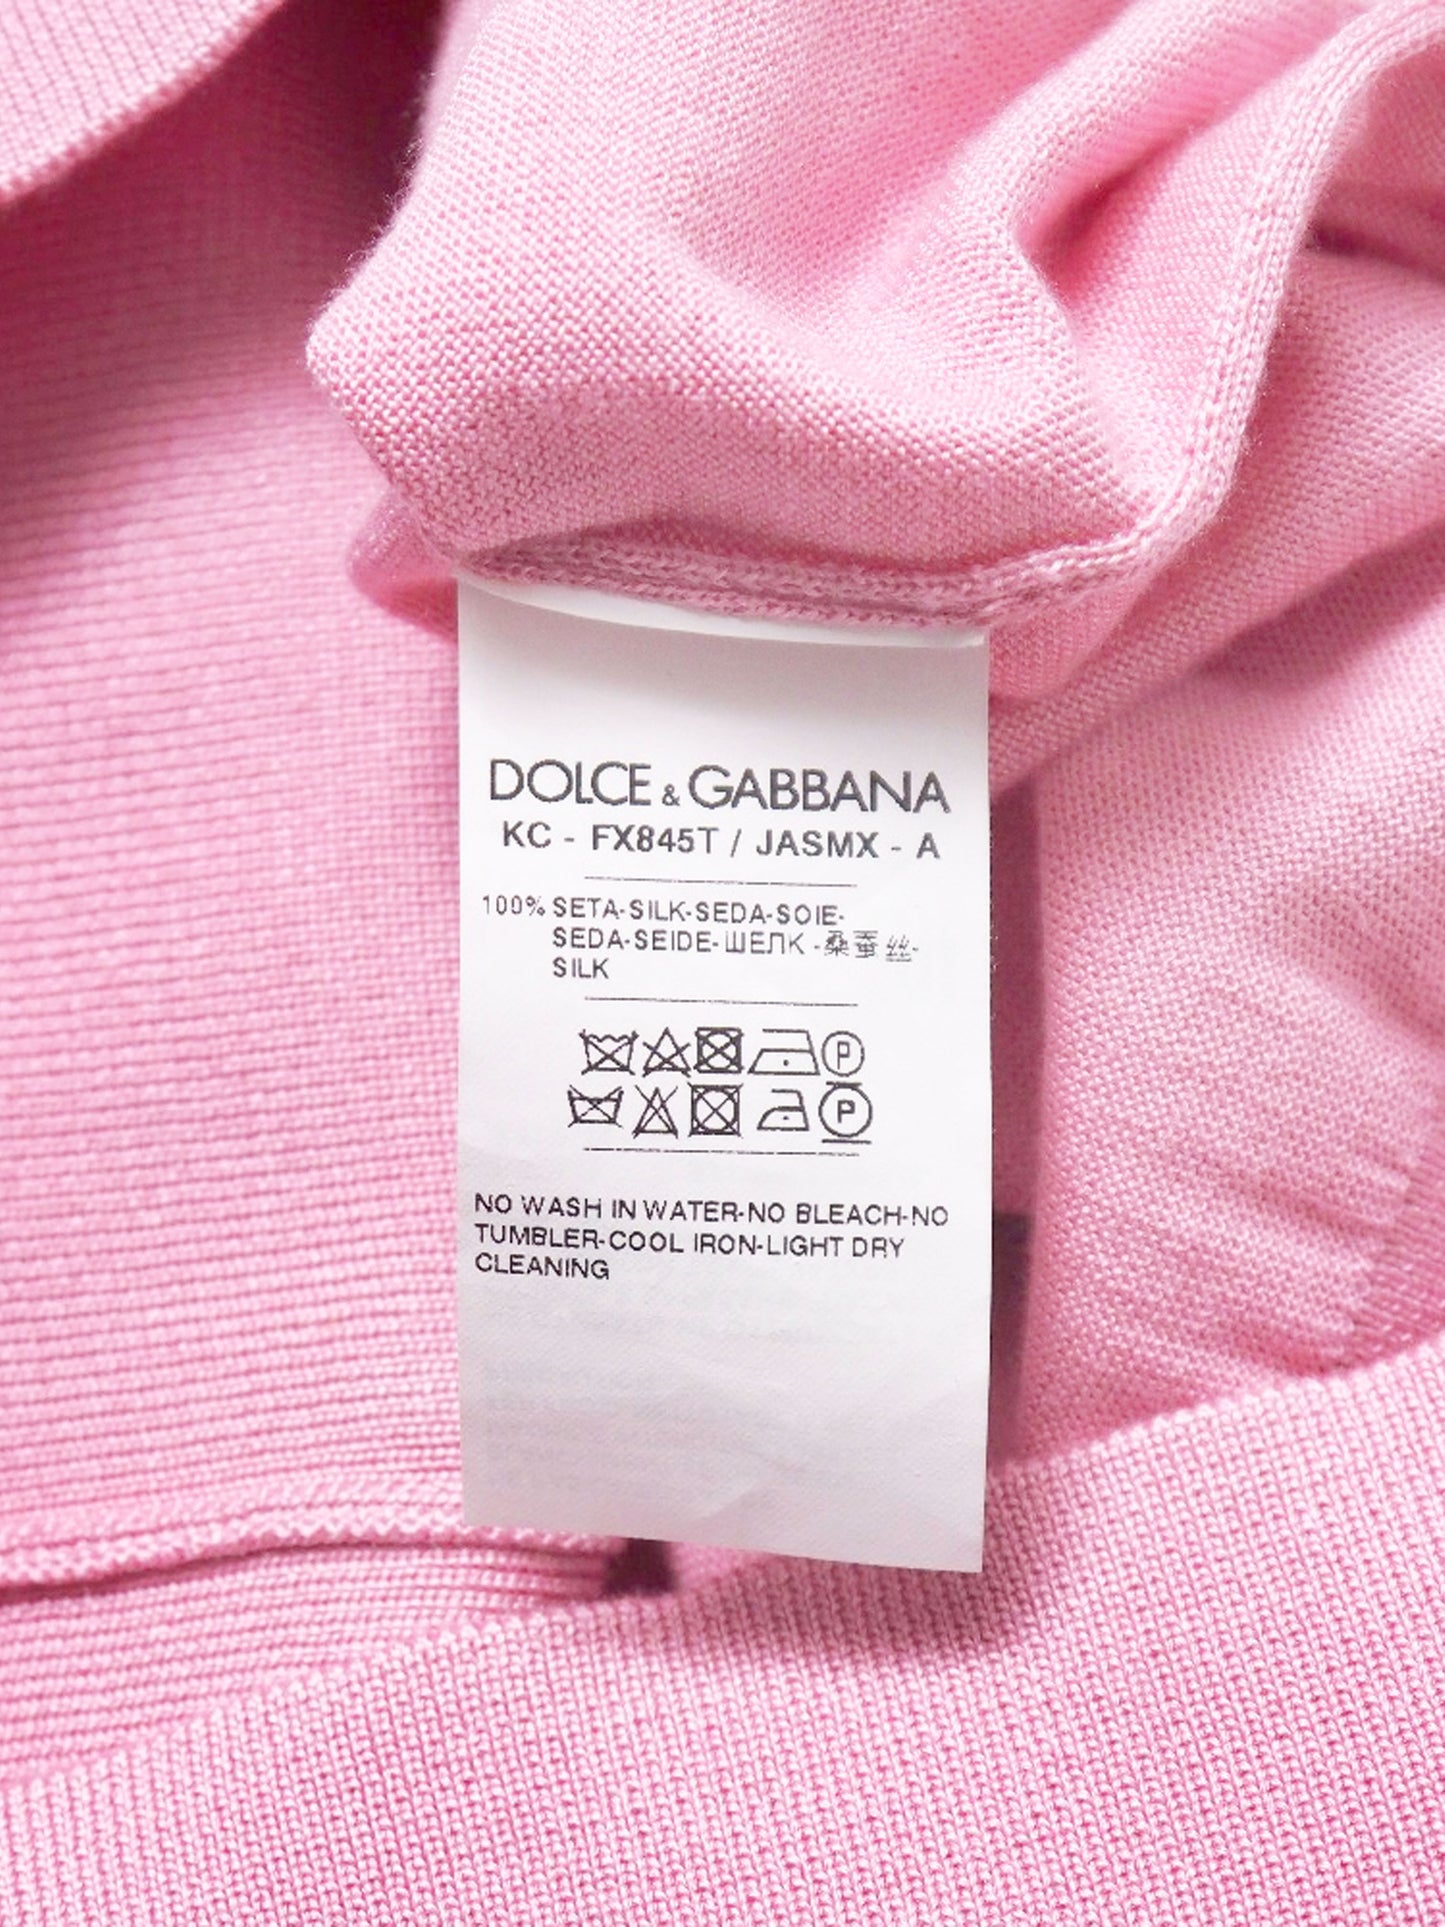 DOLCE & GABBANA
KC - FX845T / JASMX - A
100% SETA-SILK-SEDA-SOIE-
SEDA-SEIDE-ШЕЛК -桑蚕丝-
SILK
P
P
NO WASH IN WATER-NO BLEACH-NO
TUMBLER-COOL IRON-LIGHT DRY
CLEANING